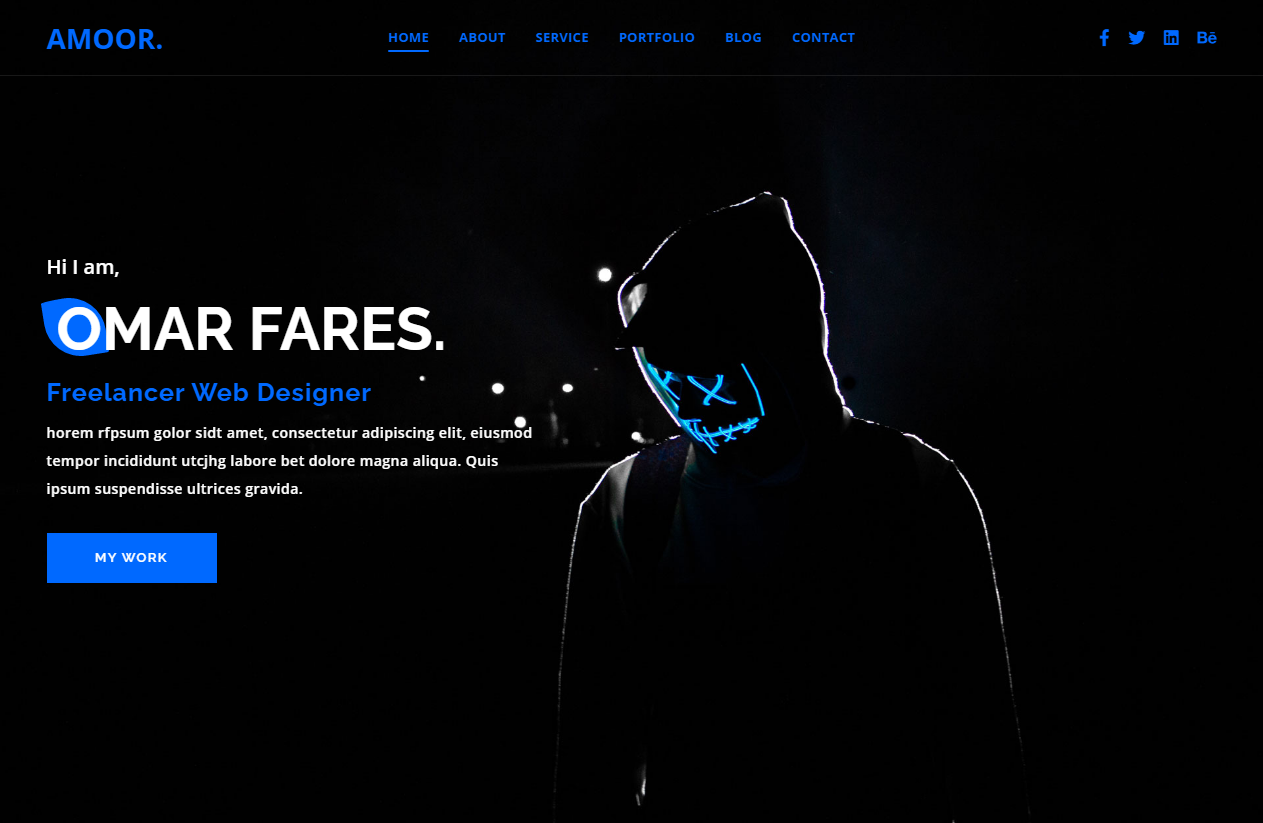 AMOOR.
HOME ABOUT SERVICE PORTFOLIO BLOG CONTACT
Bē
Hi I am,
OMAR FARES.
Freelancer Web Designer
horem rfpsum golor sidt amet, consectetur adipiscing elit, eiusmod
tempor incididunt utcjhg labore bet dolore magna aliqua. Quis
ipsum suspendisse ultrices gravida.
MY WORK